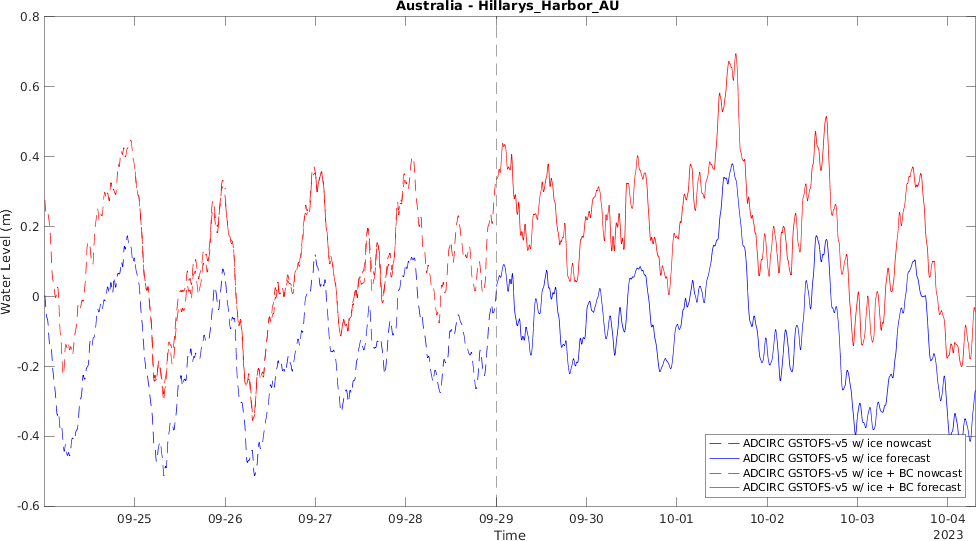 Australia - Hillarys_Harbor_AU
0.8
0.6
0.4
0.2
0
-0.2
-0.4
-0.6
Water Level (m)
ADCIRC GSTOFS-v5 w/ ice nowcast
ADCIRC GSTOFS-v5 w/ ice forecast
ADCIRC GSTOFS-v5 w/ ice + BC nowcast
ADCIRC GSTOFS-v5 w/ ice + BC forecast
09-25 09-26 09-27 09-28 09-29 09-30 10-01 10-02 10-03 10-04
Time 2023